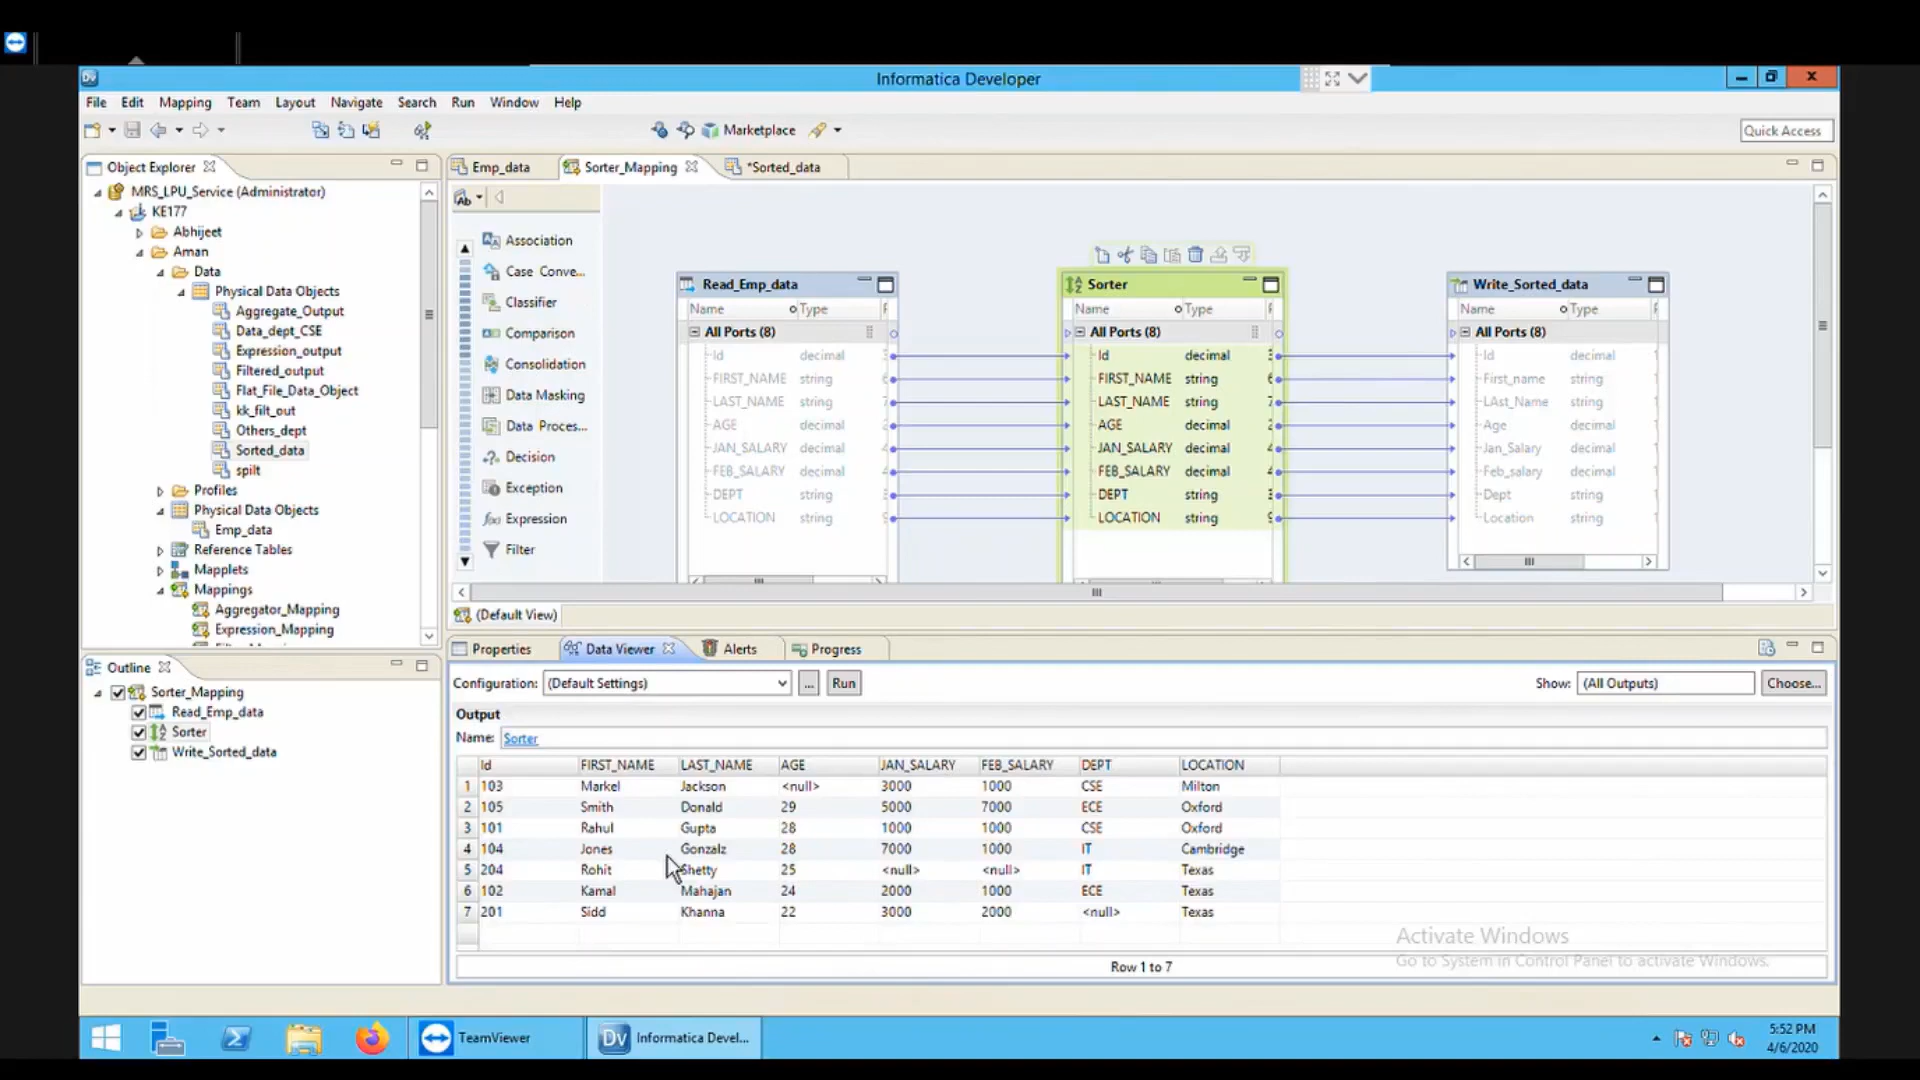 Informatica Developer
File Edit Mapping Team Layout Navigate Search Run Window Help
Marketplace
Quick Access
Object Explorer
MRS_LPU_Service (Administrator)
KE177
Abhijeet
Aman
Data
Physical Data Objects
Aggregate_Output
Data_dept_CSE
Expression_output
Filtered_output
Flat_File_Data_Object
kk_filt_out
Others_dept
Sorted_data
spilt
Profiles
Physical Data Objects
Emp_data
Reference Tables
Mapplets
Mappings
Aggregator_Mapping
Expression_Mapping
Outline
Sorter_Mapping
Read_Emp_data
Sorter
Write_Sorted_data
Emp_data Sorter_Mapping *Sorted_data
Association
Case Conve...
Classifier
Comparison
Consolidation
Data Masking
Data Proces...
Decision
Exception
Expression
Filter
Read_Emp_data
Name Type
All Ports (8)
Id decimal
FIRST_NAME string
LAST_NAME string
AGE decimal
JAN_SALARY decimal
FEB_SALARY decimal
DEPT string
LOCATION string
Sorter
Name Type
All Ports (8)
Id decimal
FIRST_NAME string
LAST_NAME string
AGE decimal
JAN_SALARY decimal
FEB_SALARY decimal
DEPT string
LOCATION string
Write_Sorted_data
Name Type
All Ports (8)
Id decimal
First_name string
LAst_Name string
Age decimal
Jan_Salary decimal
Feb_salary decimal
Dept string
Location string
(Default View)
Properties Data Viewer Alerts Progress
Configuration: (Default Settings) ... Run Show: (All Outputs) Choose...
Output
Name: Sorter
Id FIRST_NAME LAST_NAME AGE JAN_SALARY FEB_SALARY DEPT LOCATION
1 103 Markel Jackson <null> 3000 1000 CSE Milton
2 105 Smith Donald 29 5000 7000 ECE Oxford
3 101 Rahul Gupta 28 1000 1000 CSE Oxford
4 104 Jones Gonzalz 28 7000 1000 IT Cambridge
5 204 Rohit Shetty 25 <null> <null> IT Texas
6 102 Kamal Mahajan 24 2000 1000 ECE Texas
7 201 Sidd Khanna 22 3000 2000 <null> Texas
Row 1 to 7
Activate Windows
Go to System in Control Panel to activate Windows.
TeamViewer
Dv Informatica Devel...
5:52 PM
4/6/2020